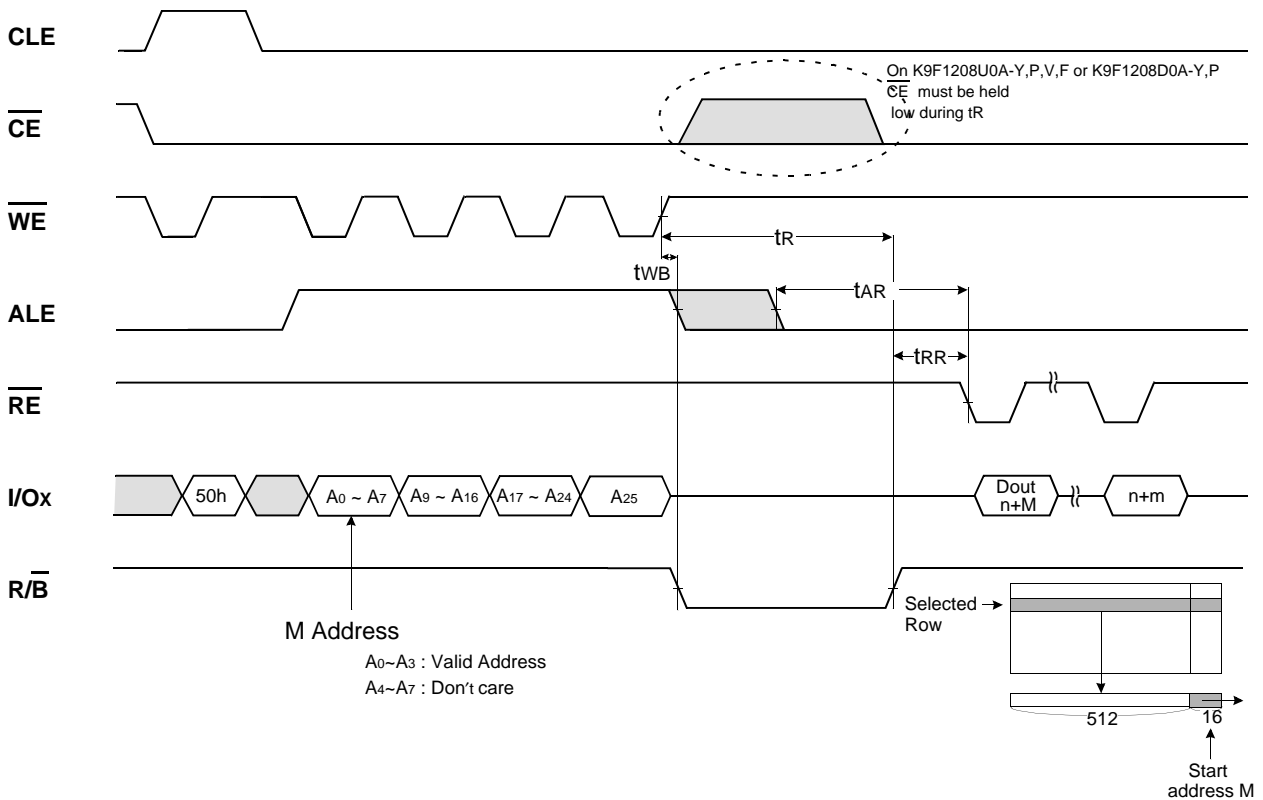 CLE
On K9F1208U0A-Y,P,V,F or K9F1208D0A-Y,P
CE must be held
low during tR
CE
WE
tR
tWB
tAR
ALE
tRR
RE
I/Ox
50h
A0 ~ A7
A9 ~ A16
A17 ~ A24
A25
Dout
n+M
n+m
R/B
Selected
Row
M Address
A0~A3 : Valid Address
A4~A7 : Don't care
512
16
Start
address M